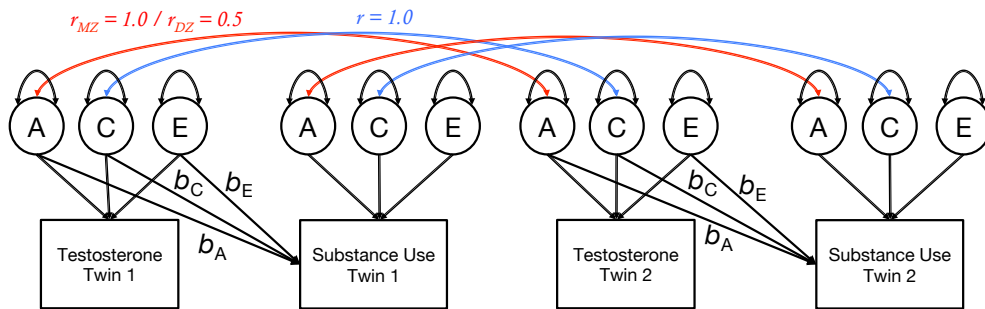 r_MZ = 1.0 / r_DZ = 0.5
r = 1.0
A
C
E
A
C
E
A
C
E
A
C
E
b_C
b_E
b_A
b_C
b_E
b_A
Testosterone
Twin 1
Substance Use
Twin 1
Testosterone
Twin 2
Substance Use
Twin 2